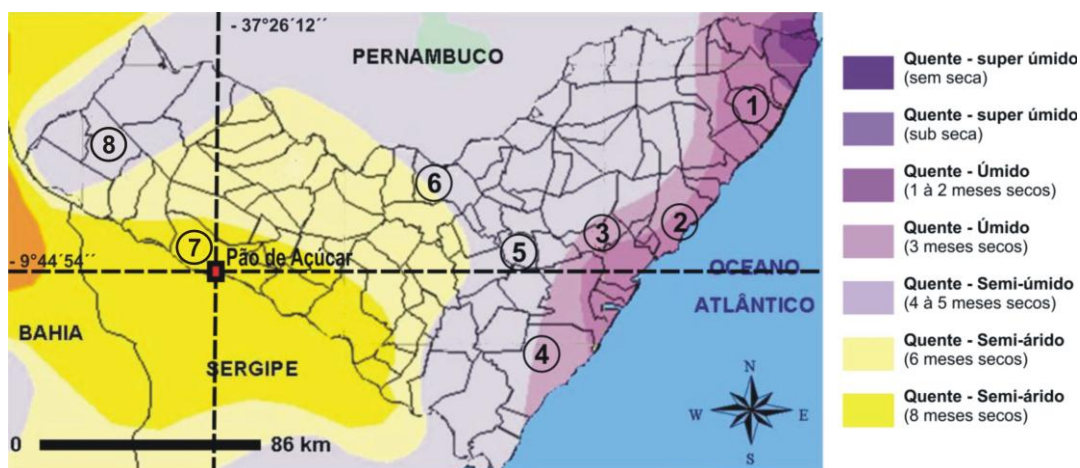 - 37°26´12´´
PERNAMBUCO
1
8
6
2
3
7
5
- 9°44´54´´
Pão de Açúcar
OCEANO
ATLÂNTICO
BAHIA
4
SERGIPE
0
86 km
N
W
E
S
Quente - super úmido
(sem seca)
Quente - super úmido
(sub seca)
Quente - Úmido
(1 à 2 meses secos)
Quente - Úmido
(3 meses secos)
Quente - Semi-úmido
(4 à 5 meses secos)
Quente - Semi-árido
(6 meses secos)
Quente - Semi-árido
(8 meses secos)